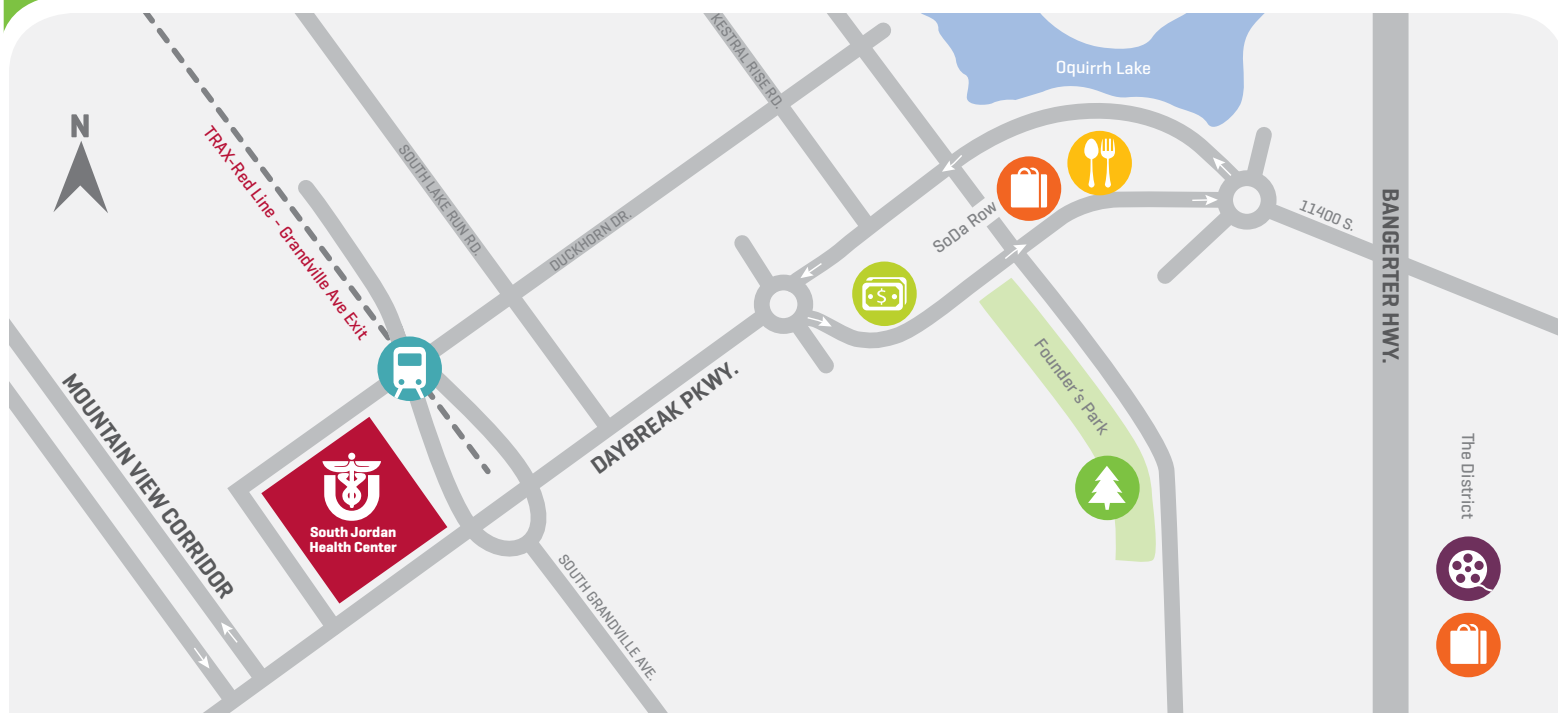 N
TRAX-Red Line - Grandville Ave Exit
SOUTH LAKE RUN RD.
KESTRAL RISE RD.
DUCKHORN DR.
Oquirrh Lake
SoDa Row
11400 S.
BANGERTER HWY.
MOUNTAIN VIEW CORRIDOR
DAYBREAK PKWY.
$
Founder's Park
The District
U
South Jordan
Health Center
SOUTH GRANDVILLE AVE.